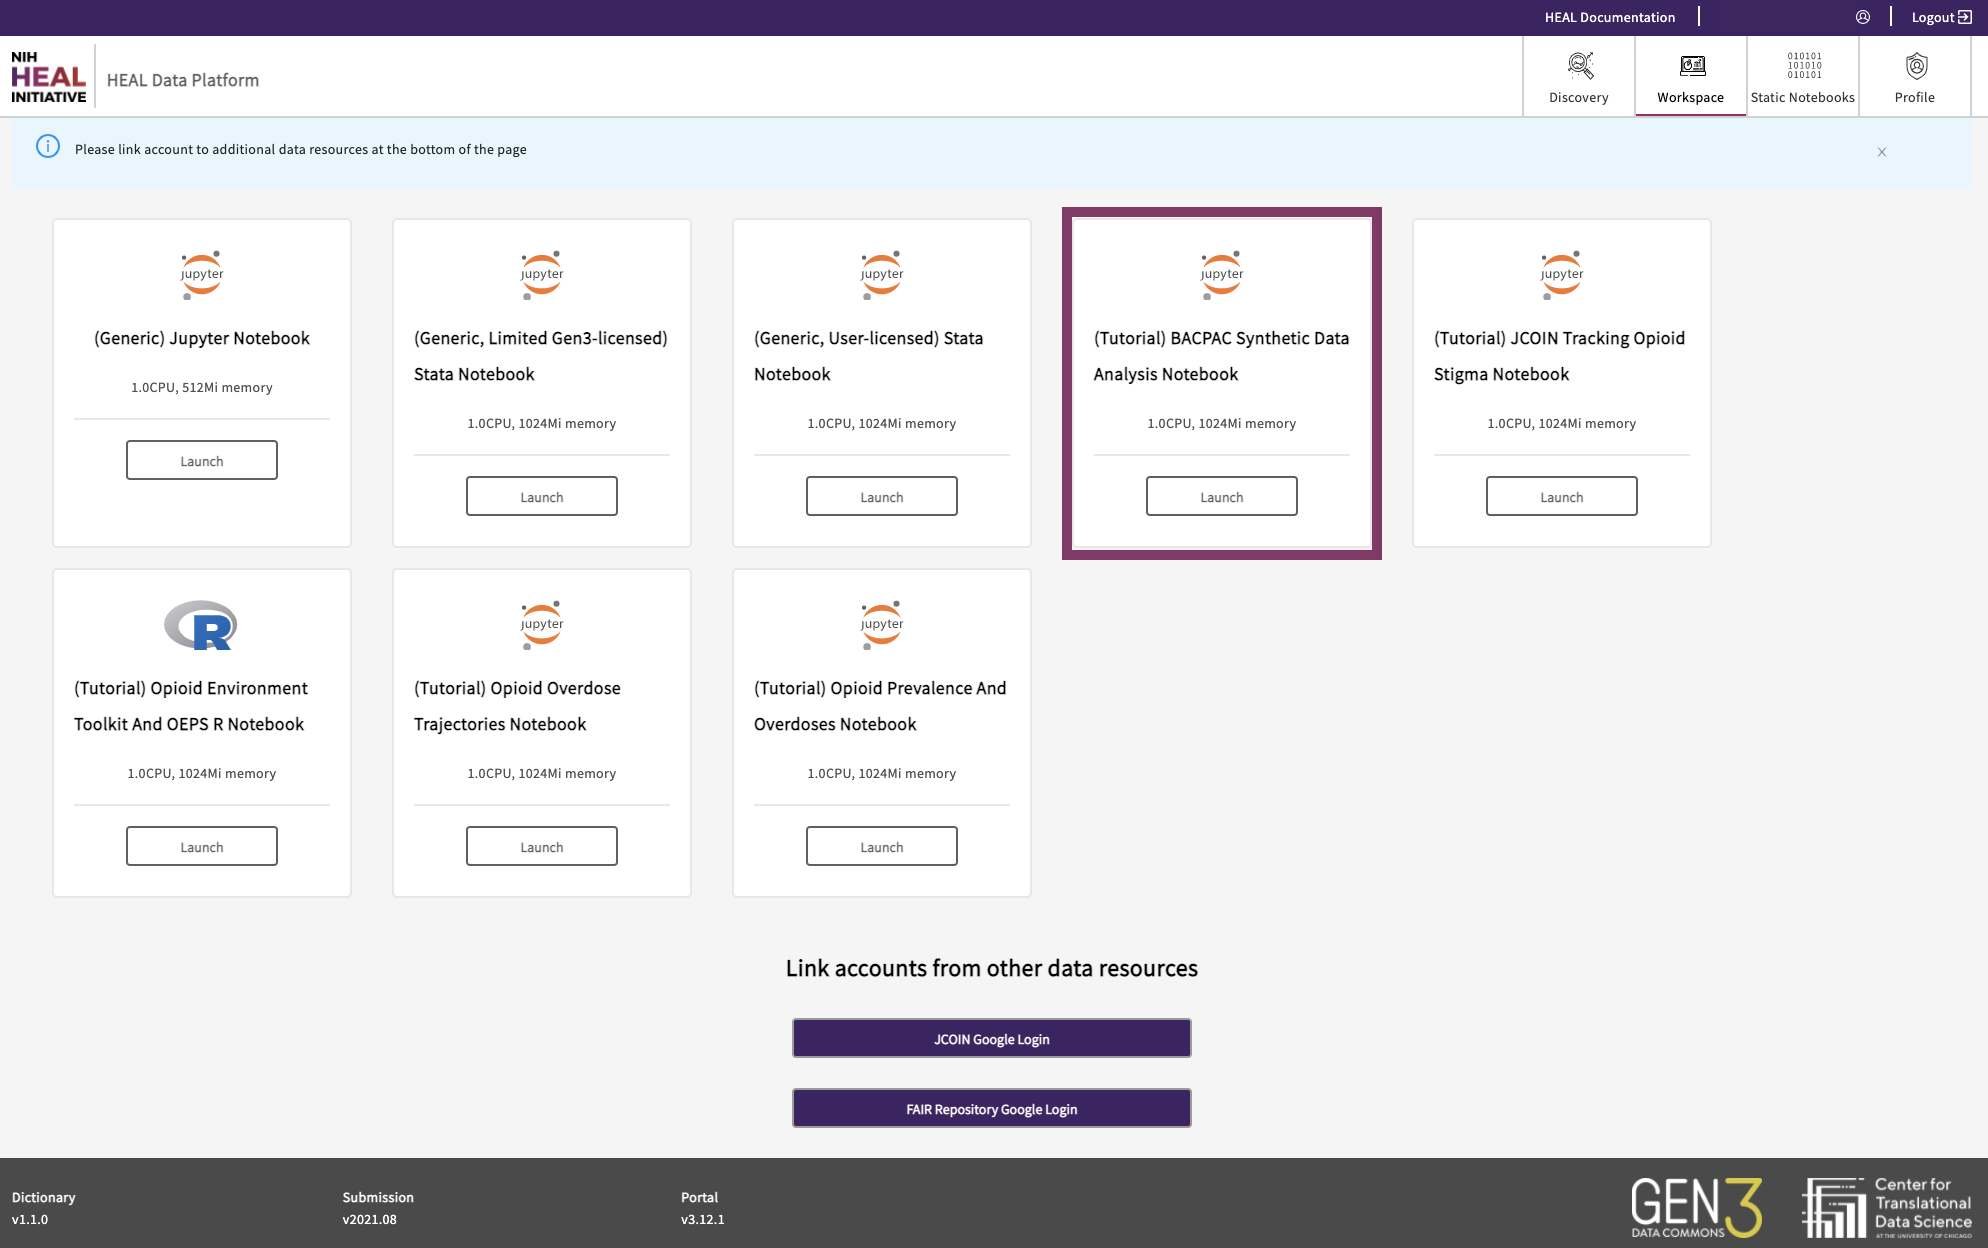 HEAL Documentation
Logout
NIH
HEAL
INITIATIVE
HEAL Data Platform
Discovery
Workspace
010101
101010
010101
Static Notebooks
Profile
Please link account to additional data resources at the bottom of the page
jupyter
(Generic) Jupyter Notebook
1.0CPU, 512Mi memory
Launch
jupyter
(Generic, Limited Gen3-licensed)
Stata Notebook
1.0CPU, 1024Mi memory
Launch
jupyter
(Generic, User-licensed) Stata
Notebook
1.0CPU, 1024Mi memory
Launch
jupyter
(Tutorial) BACPAC Synthetic Data
Analysis Notebook
1.0CPU, 1024Mi memory
Launch
jupyter
(Tutorial) JCOIN Tracking Opioid
Stigma Notebook
1.0CPU, 1024Mi memory
Launch
R
(Tutorial) Opioid Environment
Toolkit And OEPS R Notebook
1.0CPU, 1024Mi memory
Launch
jupyter
(Tutorial) Opioid Overdose
Trajectories Notebook
1.0CPU, 1024Mi memory
Launch
jupyter
(Tutorial) Opioid Prevalence And
Overdoses Notebook
1.0CPU, 1024Mi memory
Launch
Link accounts from other data resources
JCOIN Google Login
FAIR Repository Google Login
Dictionary
v1.1.0
Submission
v2021.08
Portal
v3.12.1
GEN3
DATA COMMONS
Center for
Translational
Data Science
AT THE UNIVERSITY OF CHICAGO